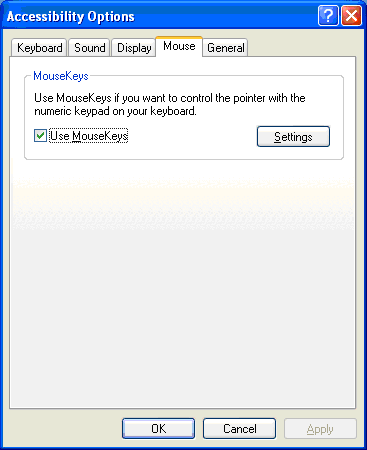 Accessibility Options
Keyboard Sound Display Mouse General
MouseKeys
Use MouseKeys if you want to control the pointer with the
numeric keypad on your keyboard.
Use MouseKeys Settings
OK Cancel Apply